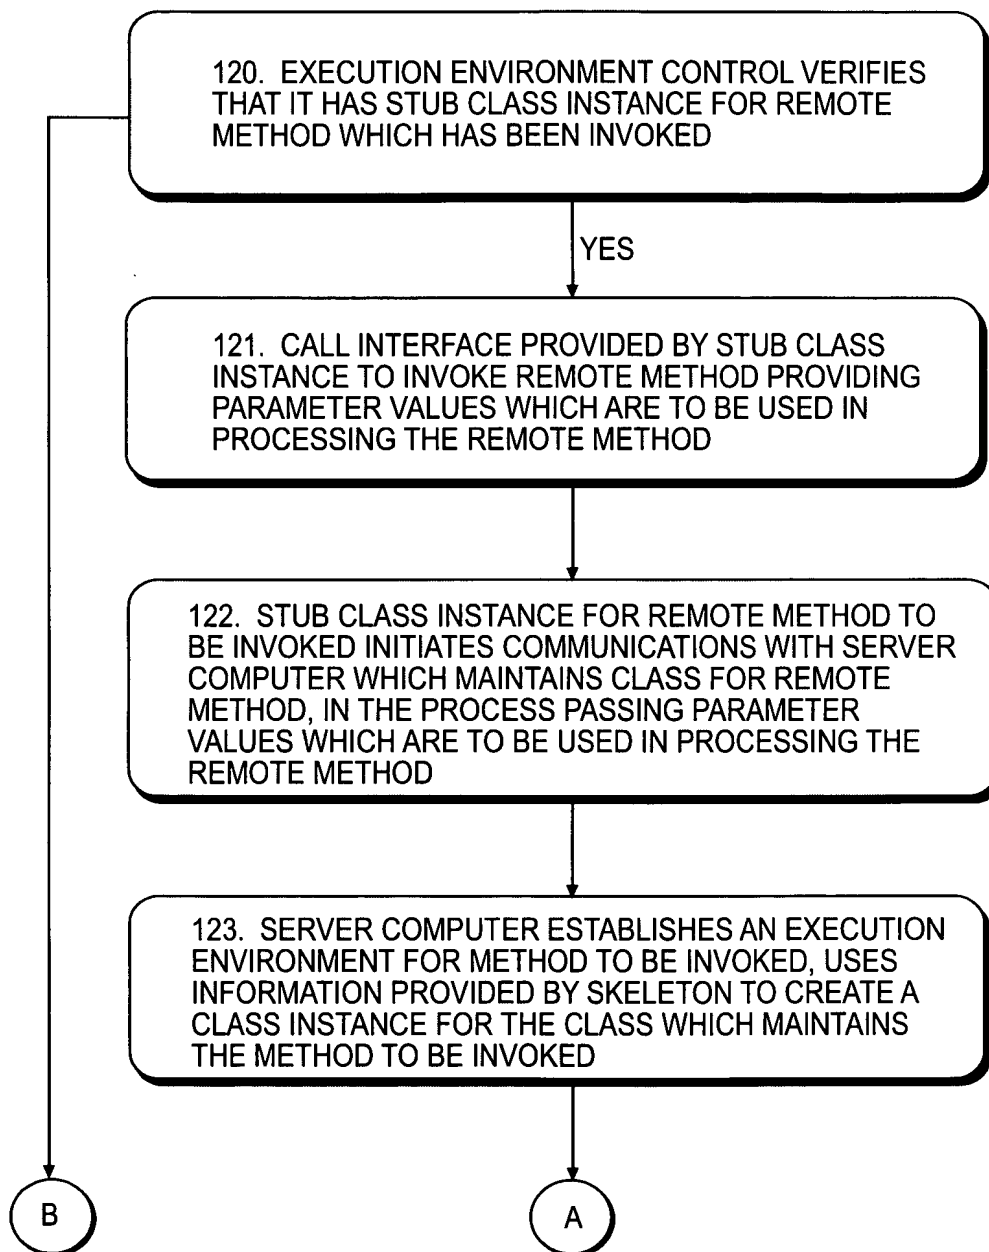 120. EXECUTION ENVIRONMENT CONTROL VERIFIES
THAT IT HAS STUB CLASS INSTANCE FOR REMOTE
METHOD WHICH HAS BEEN INVOKED
YES
121. CALL INTERFACE PROVIDED BY STUB CLASS
INSTANCE TO INVOKE REMOTE METHOD PROVIDING
PARAMETER VALUES WHICH ARE TO BE USED IN
PROCESSING THE REMOTE METHOD
122. STUB CLASS INSTANCE FOR REMOTE METHOD TO
BE INVOKED INITIATES COMMUNICATIONS WITH SERVER
COMPUTER WHICH MAINTAINS CLASS FOR REMOTE
METHOD, IN THE PROCESS PASSING PARAMETER
VALUES WHICH ARE TO BE USED IN PROCESSING THE
REMOTE METHOD
123. SERVER COMPUTER ESTABLISHES AN EXECUTION
ENVIRONMENT FOR METHOD TO BE INVOKED, USES
INFORMATION PROVIDED BY SKELETON TO CREATE A
CLASS INSTANCE FOR THE CLASS WHICH MAINTAINS
THE METHOD TO BE INVOKED
B
A